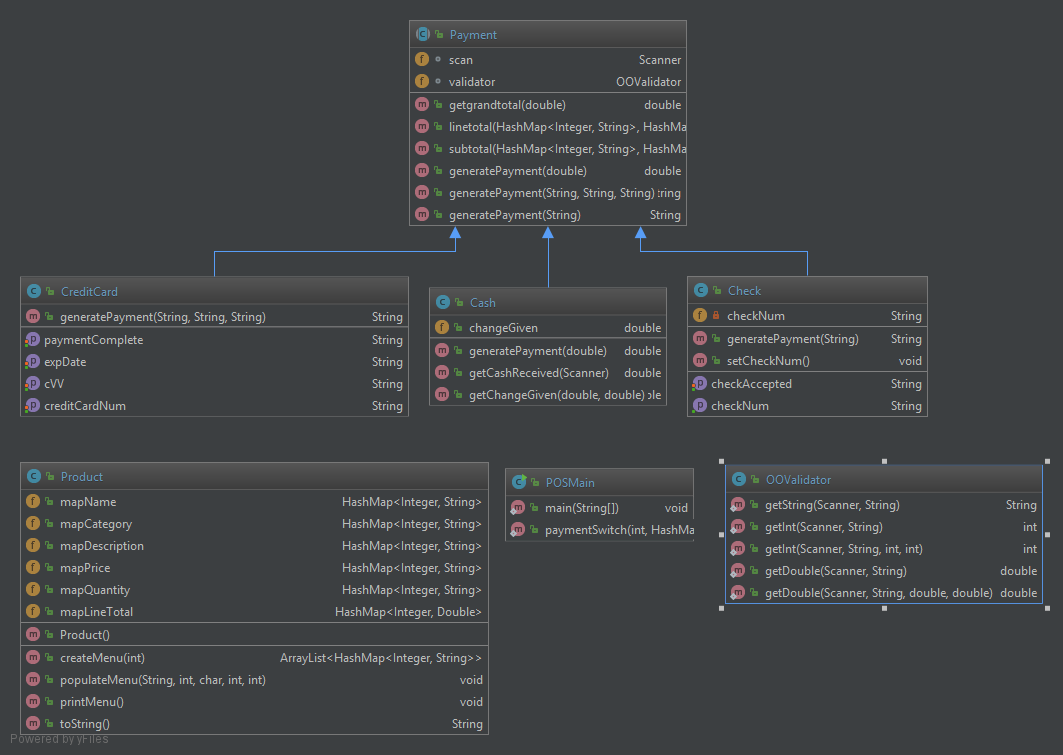 Payment
scan Scanner
validator OOValidator
getgrandtotal(double) double
linetotal(HashMap<Integer, String>, HashMa
subtotal(HashMap<Integer, String>, HashMa
generatePayment(double) double
generatePayment(String, String, String) :ring
generatePayment(String) String
CreditCard
generatePayment(String, String, String) String
paymentComplete String
expDate String
cVV String
creditCardNum String
Cash
changeGiven double
generatePayment(double) double
getCashReceived(Scanner) double
getChangeGiven(double, double) ›le
Check
checkNum String
generatePayment(String) String
setCheckNum() void
checkAccepted String
checkNum String
Product
mapName HashMap<Integer, String>
mapCategory HashMap<Integer, String>
mapDescription HashMap<Integer, String>
mapPrice HashMap<Integer, String>
mapQuantity HashMap<Integer, String>
mapLineTotal HashMap<Integer, Double>
Product()
createMenu(int) ArrayList<HashMap<Integer, String>>
populateMenu(String, int, char, int, int) void
printMenu() void
toString() String
POSMain
main(String[]) void
paymentSwitch(int, HashMa
OOValidator
getString(Scanner, String) String
getInt(Scanner, String) int
getInt(Scanner, String, int, int) int
getDouble(Scanner, String) double
getDouble(Scanner, String, double, double) double
Powered by yFiles